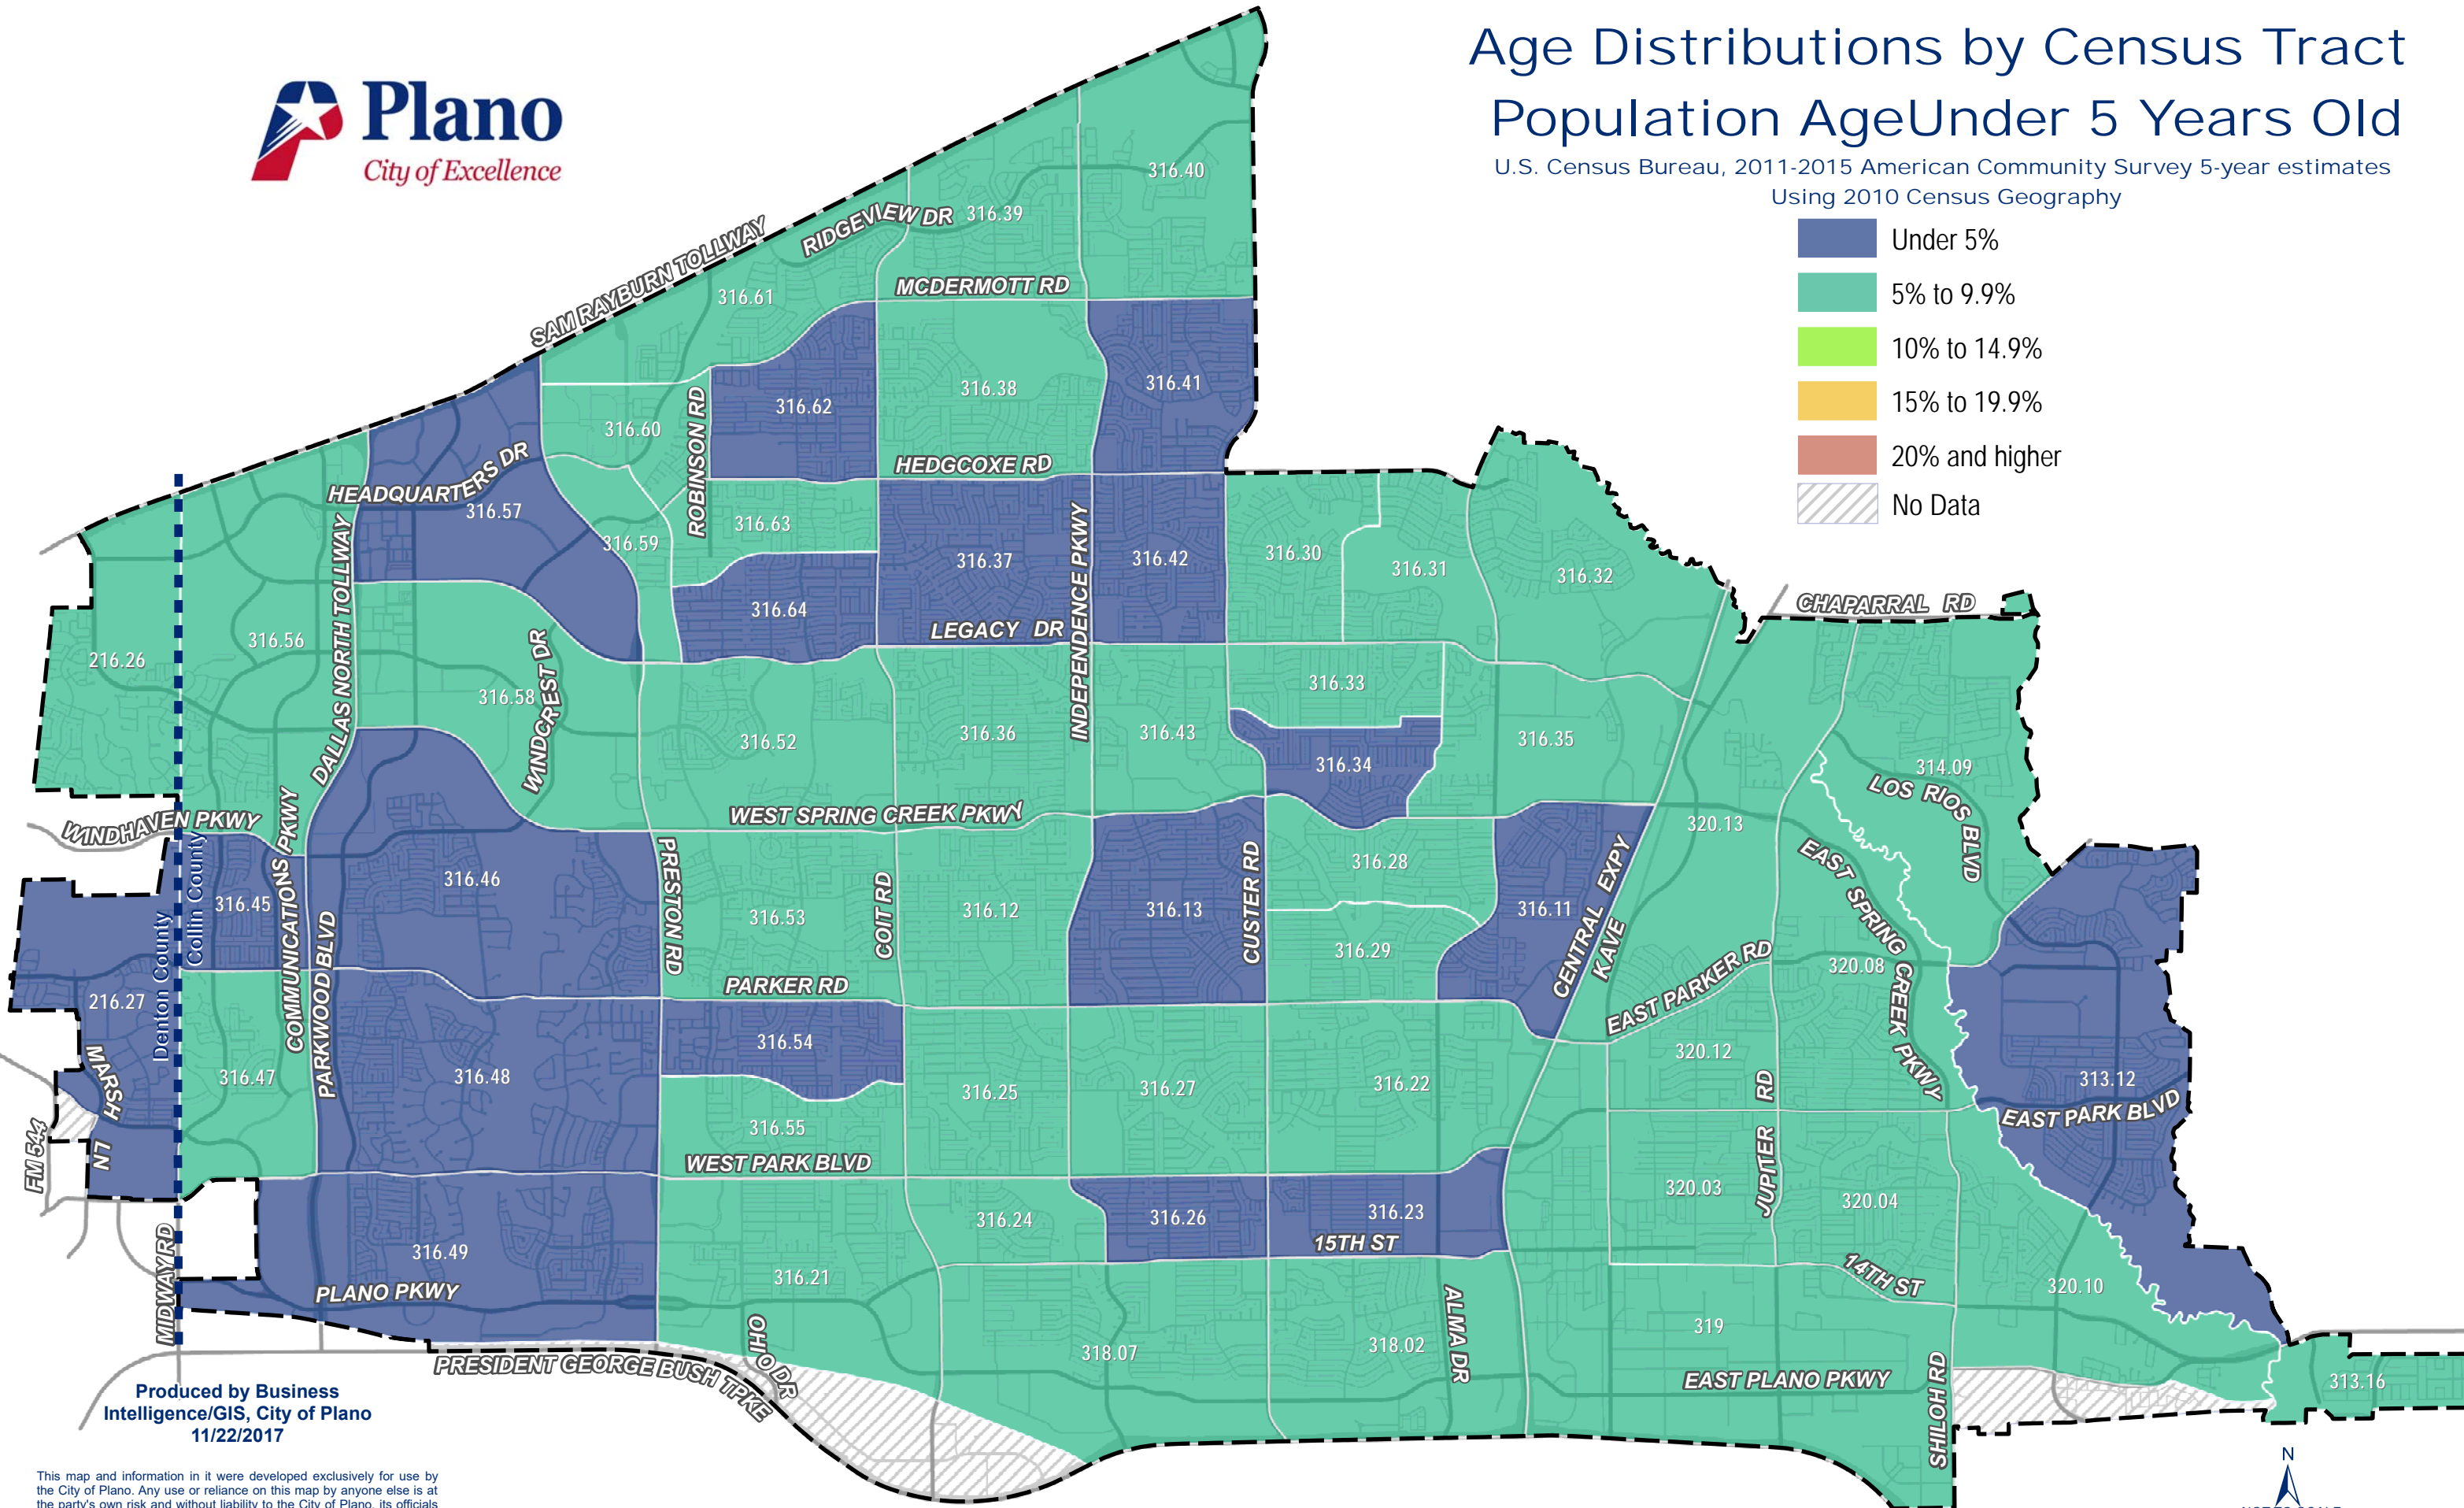 Plano
City of Excellence
Age Distributions by Census Tract
Population AgeUnder 5 Years Old
U.S. Census Bureau, 2011-2015 American Community Survey 5-year estimates
Using 2010 Census Geography
Under 5%
5% to 9.9%
10% to 14.9%
15% to 19.9%
20% and higher
No Data
316.40
316.39
RIDGEVIEW DR
SAM RAYBURN TOLLWAY
MCDERMOTT RD
316.61
316.41
316.38
316.62
316.60
ROBINSON RD
HEDGCOXE RD
HEADQUARTERS DR
316.57
316.63
316.59
316.37
INDEPENDENCE PKWY
316.42
316.30
316.31
316.32
316.64
LEGACY DR
CHAPARRAL RD
216.26
316.56
DALLAS NORTH TOLLWAY
316.58
WINDCREST DR
316.33
316.52
316.36
316.43
316.35
316.34
314.09
LOS RIOS BLVD
WINDHAVEN PKWY
WEST SPRING CREEK PKWY
320.13
316.45
COMMUNICATIONS PKWY
316.46
PRESTON RD
316.53
COIT RD
316.12
316.13
CUSTER RD
316.28
316.11
CENTRAL EXPY
K AVE
EAST SPRING CREEK PKWY
316.29
320.08
EAST PARKER RD
Denton County
Collin County
PARKWOOD BLVD
PARKER RD
216.27
316.54
316.47
316.48
MARSH LN
316.25
316.27
316.22
320.12
JUPITER RD
313.12
EAST PARK BLVD
316.55
WEST PARK BLVD
FM 544
320.03
320.04
316.24
316.26
316.23
15TH ST
316.49
MIDWAY RD
PLANO PKWY
316.21
14TH ST
320.10
OHIO DR
318.07
318.02
ALMA DR
319
EAST PLANO PKWY
SHILOH RD
313.16
PRESIDENT GEORGE BUSH TPKE
Produced by Business
Intelligence/GIS, City of Plano
11/22/2017
This map and information in it were developed exclusively for use by
the City of Plano. Any use or reliance on this map by anyone else is at
the party's own risk and without liability to the City of Plano, its officials
N